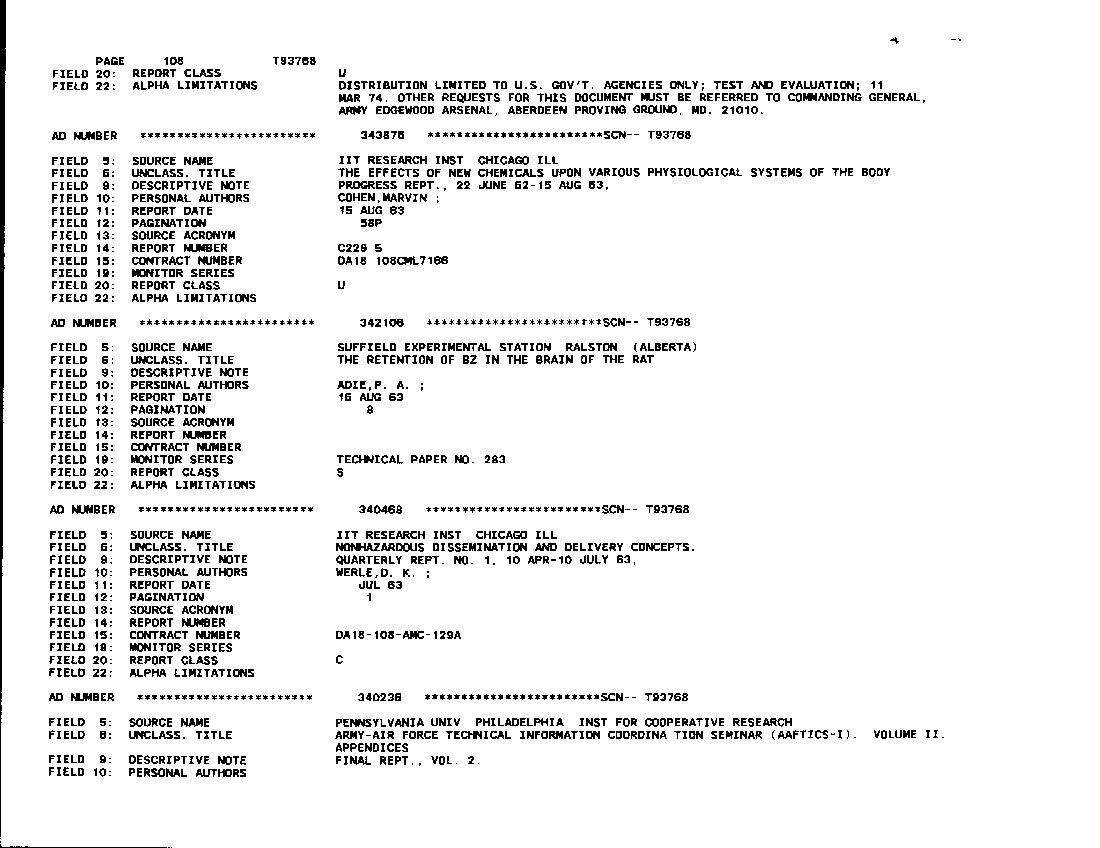 PAGE 108 T93768
FIELD 20: REPORT CLASS U
FIELD 22: ALPHA LIMITATIONS DISTRIBUTION LIMITED TO U.S. GOV'T. AGENCIES ONLY; TEST AND EVALUATION; 11
MAR 74. OTHER REQUESTS FOR THIS DOCUMENT MUST BE REFERRED TO COMMANDING GENERAL,
ARMY EDGEWOOD ARSENAL, ABERDEEN PROVING GROUND, MD. 21010.
AD NUMBER ************************ 343876 ************************SCN-- T93768
FIELD 5: SOURCE NAME IIT RESEARCH INST CHICAGO ILL
FIELD 6: UNCLASS. TITLE THE EFFECTS OF NEW CHEMICALS UPON VARIOUS PHYSIOLOGICAL SYSTEMS OF THE BODY
FIELD 9: DESCRIPTIVE NOTE PROGRESS REPT., 22 JUNE 62-15 AUG 63,
FIELD 10: PERSONAL AUTHORS COHEN,MARVIN ;
FIELD 11: REPORT DATE 15 AUG 63
FIELD 12: PAGINATION 58P
FIELD 13: SOURCE ACRONYM
FIELD 14: REPORT NUMBER C229 5
FIELD 15: CONTRACT NUMBER DA18 108CML7166
FIELD 19: MONITOR SERIES
FIELD 20: REPORT CLASS U
FIELD 22: ALPHA LIMITATIONS
AD NUMBER ************************ 342106 ************************SCN-- T93768
FIELD 5: SOURCE NAME SUFFIELD EXPERIMENTAL STATION RALSTON (ALBERTA)
FIELD 6: UNCLASS. TITLE THE RETENTION OF BZ IN THE BRAIN OF THE RAT
FIELD 9: DESCRIPTIVE NOTE
FIELD 10: PERSONAL AUTHORS ADIE,P. A. ;
FIELD 11: REPORT DATE 16 AUG 63
FIELD 12: PAGINATION 8
FIELD 13: SOURCE ACRONYM
FIELD 14: REPORT NUMBER
FIELD 15: CONTRACT NUMBER
FIELD 19: MONITOR SERIES TECHNICAL PAPER NO. 283
FIELD 20: REPORT CLASS S
FIELD 22: ALPHA LIMITATIONS
AD NUMBER ************************ 340468 ************************SCN-- T93768
FIELD 5: SOURCE NAME IIT RESEARCH INST CHICAGO ILL
FIELD 6: UNCLASS. TITLE NONHAZARDOUS DISSEMINATION AND DELIVERY CONCEPTS.
FIELD 9: DESCRIPTIVE NOTE QUARTERLY REPT. NO. 1, 10 APR-10 JULY 63,
FIELD 10: PERSONAL AUTHORS WERLE,D. K. ;
FIELD 11: REPORT DATE JUL 63
FIELD 12: PAGINATION 1
FIELD 13: SOURCE ACRONYM
FIELD 14: REPORT NUMBER
FIELD 15: CONTRACT NUMBER DA18-108-AMC-129A
FIELD 19: MONITOR SERIES
FIELD 20: REPORT CLASS C
FIELD 22: ALPHA LIMITATIONS
AD NUMBER ************************ 340236 ************************SCN-- T93768
FIELD 5: SOURCE NAME PENNSYLVANIA UNIV PHILADELPHIA INST FOR COOPERATIVE RESEARCH
FIELD 6: UNCLASS. TITLE ARMY-AIR FORCE TECHNICAL INFORMATION COORDINA TION SEMINAR (AAFTICS-I). VOLUME II.
APPENDICES
FIELD 9: DESCRIPTIVE NOTE FINAL REPT., VOL. 2.
FIELD 10: PERSONAL AUTHORS